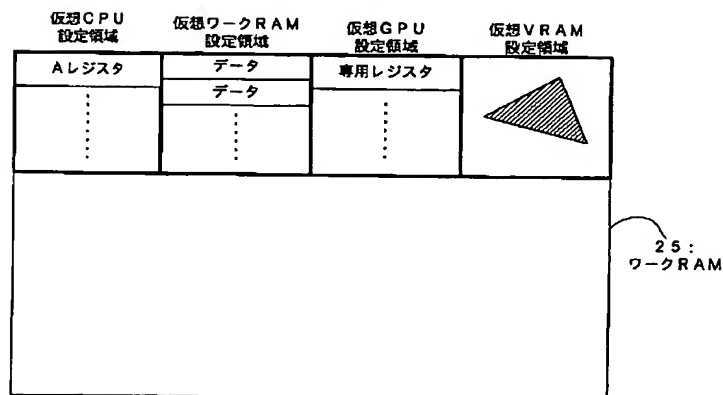 仮想CPU
設定領域
仮想ワークRAM
設定領域
仮想GPU
設定領域
仮想VRAM
設定領域
Aレジスタ
データ
データ
専用レジスタ
25:
ワークRAM